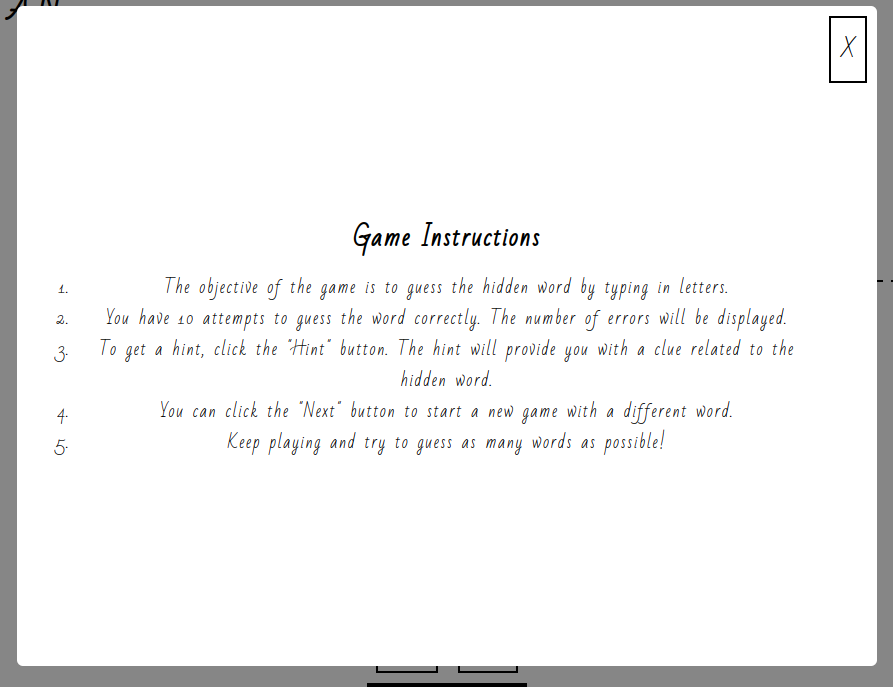 X
Game Instructions
1. The objective of the game is to guess the hidden word by typing in letters.
2. You have 10 attempts to guess the word correctly. The number of errors will be displayed.
3. To get a hint, click the "Hint" button. The hint will provide you with a clue related to the
hidden word.
4. You can click the "Next" button to start a new game with a different word.
5. Keep playing and try to guess as many words as possible!